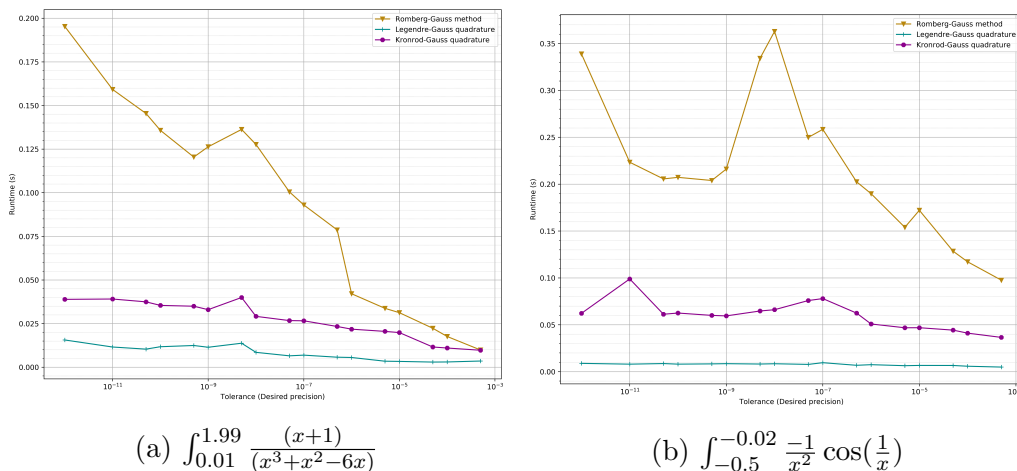 Romberg-Gauss method
Legendre-Gauss quadrature
Kronrod-Gauss quadrature
0.200
0.175
0.150
0.125
0.100
0.075
0.050
0.025
0.000
Runtime (s)
10⁻¹¹ 10⁻⁹ 10⁻⁷ 10⁻⁵ 10⁻³
Tolerance (Desired precision)
(a) ∫_{0.01}^{1.99} (x+1)/(x³+x²−6x)
Romberg-Gauss method
Legendre-Gauss quadrature
Kronrod-Gauss quadrature
0.35
0.30
0.25
0.20
0.15
0.10
0.05
0.00
Runtime (s)
10⁻¹¹ 10⁻⁹ 10⁻⁷ 10⁻⁵
Tolerance (Desired precision)
(b) ∫_{−0.5}^{−0.02} −1/x² cos(1/x)